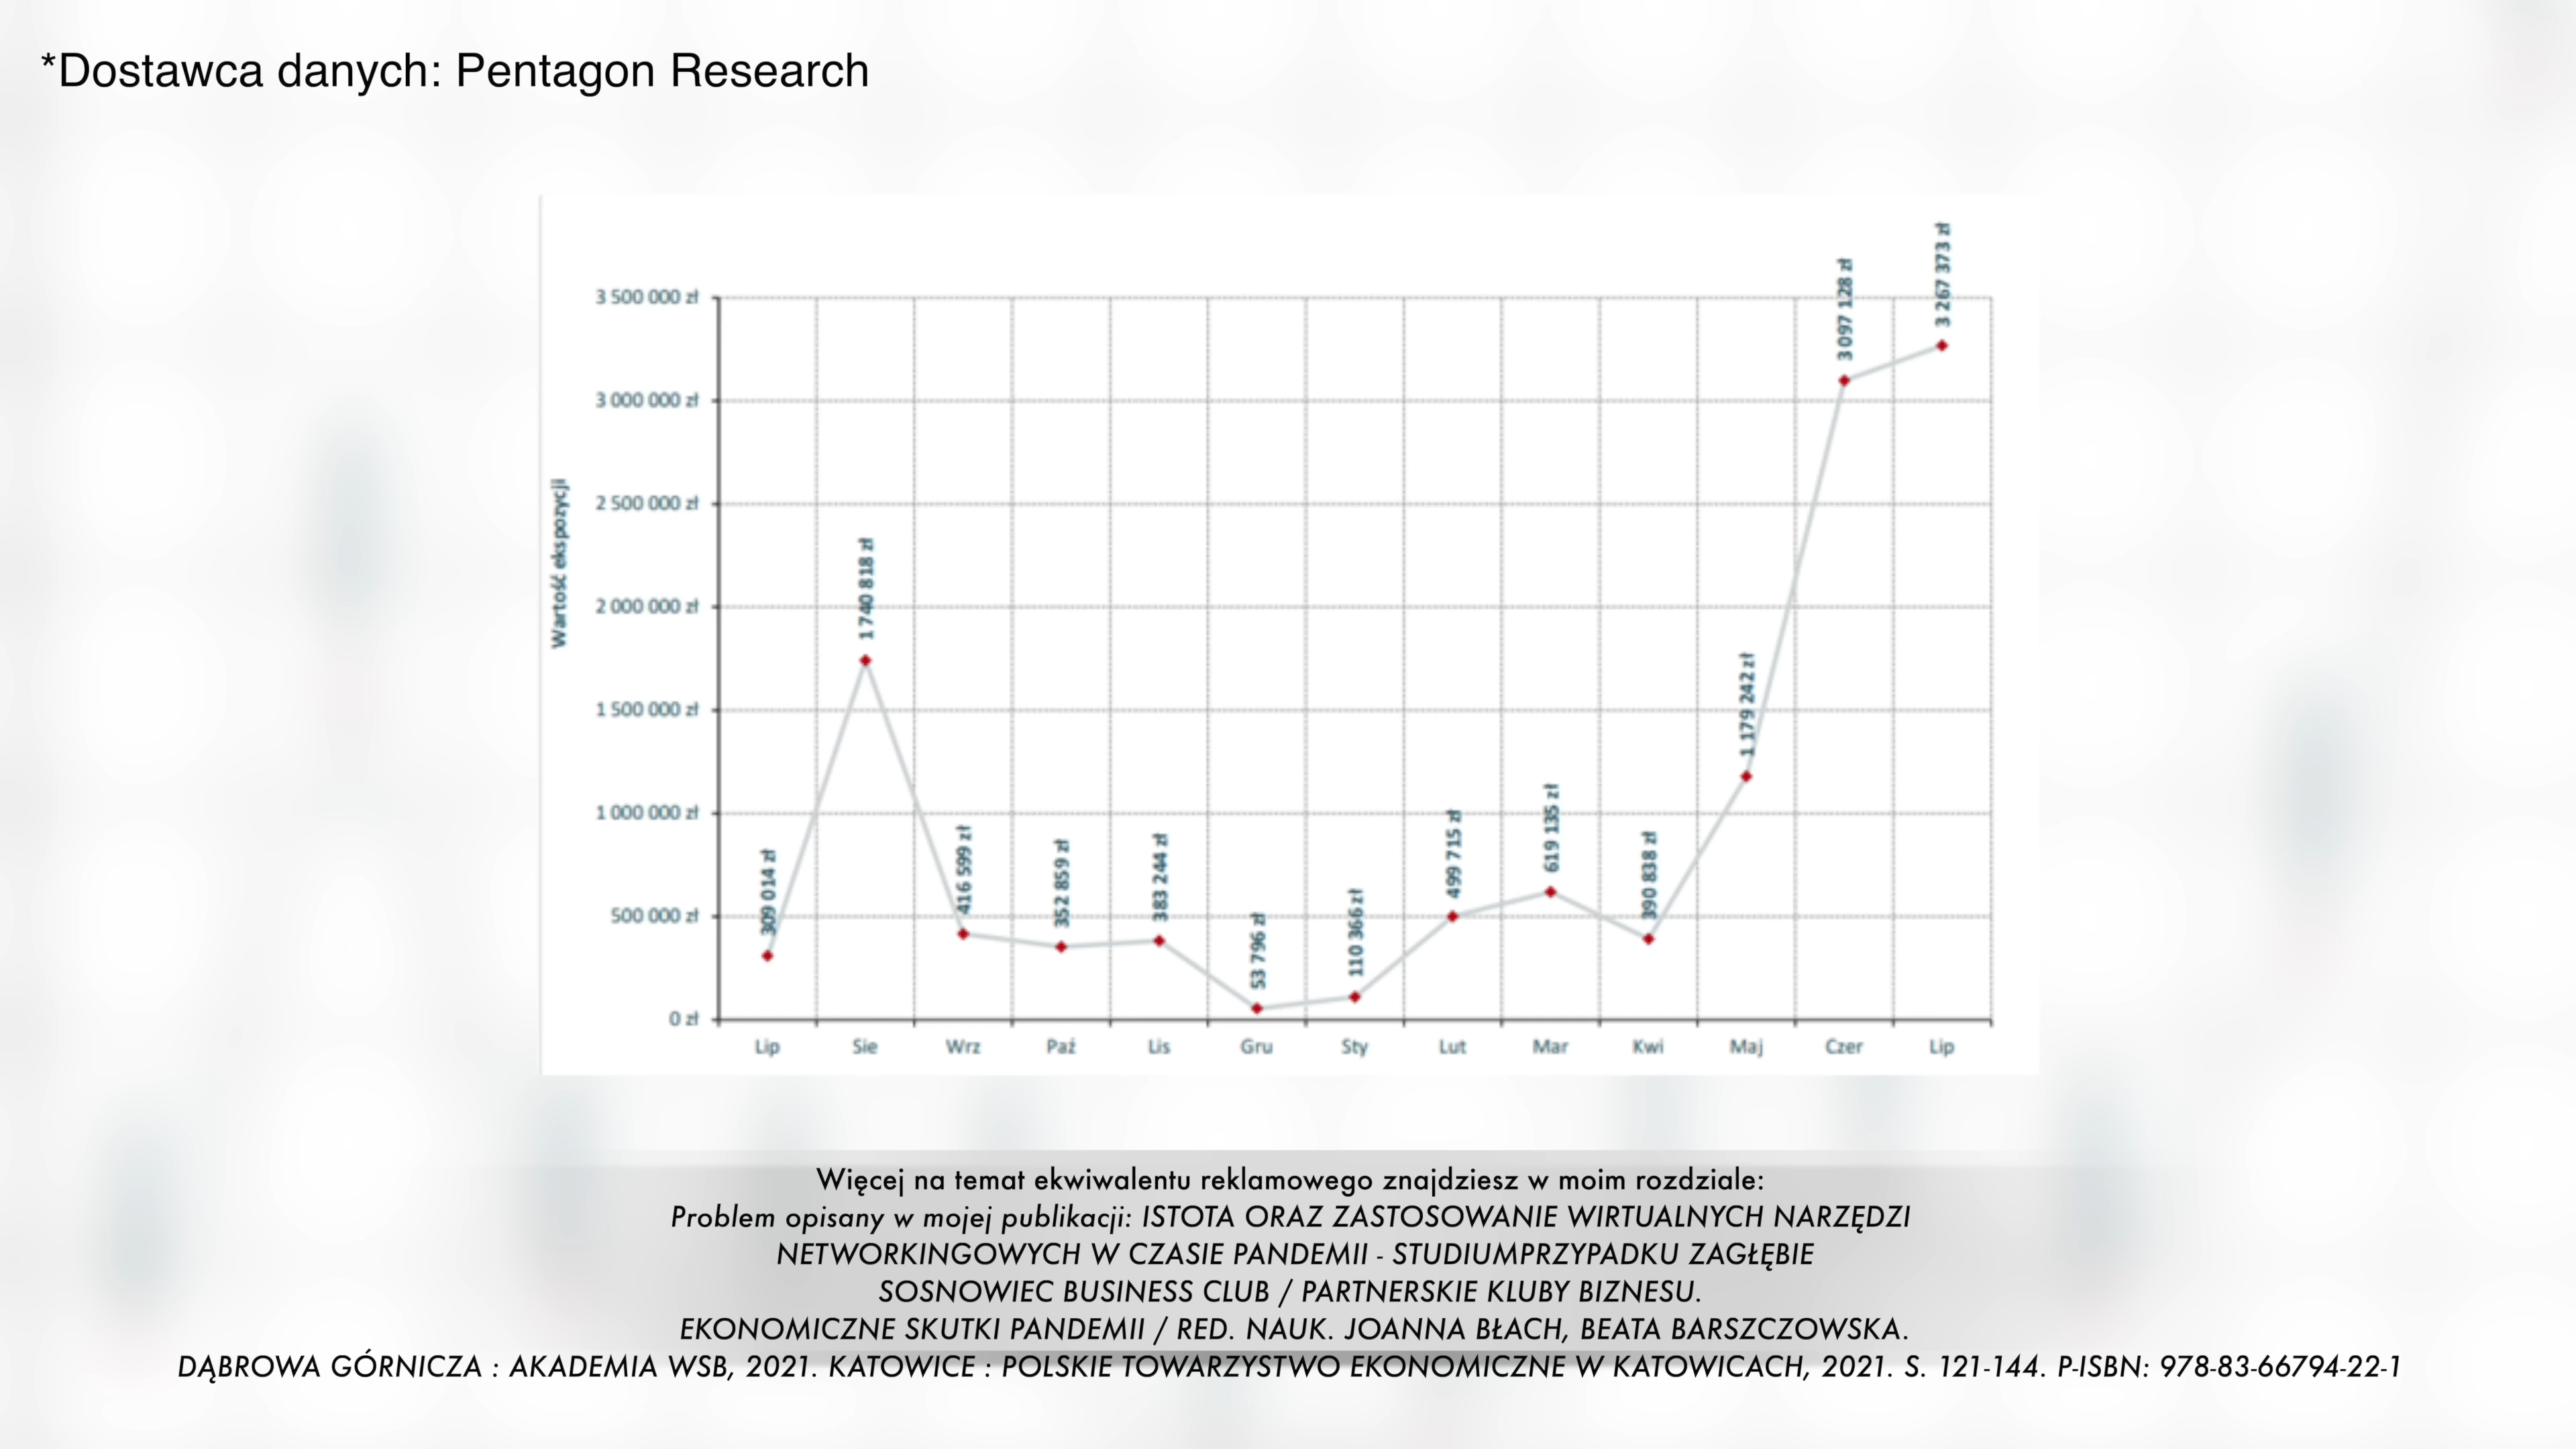 *Dostawca danych: Pentagon Research
3 267 373 zł
3 097 128 zł
3 500 000 zł
3 000 000 zł
2 500 000 zł
2 000 000 zł
1 500 000 zł
1 000 000 zł
500 000 zł
0 zł
Wartość ekspozycji
309 014 zł
1 740 818 zł
416 599 zł
352 859 zł
383 244 zł
53 796 zł
110 366 zł
499 715 zł
619 135 zł
390 838 zł
1 179 242 zł
Lip Sie Wrz Paź Lis Gru Sty Lut Mar Kwi Maj Czer Lip
Więcej na temat ekwiwalentu reklamowego znajdziesz w moim rozdziale:
Problem opisany w mojej publikacji: ISTOTA ORAZ ZASTOSOWANIE WIRTUALNYCH NARZĘDZI
NETWORKINGOWYCH W CZASIE PANDEMII - STUDIUMPRZYPADKU ZAGŁĘBIE
SOSNOWIEC BUSINESS CLUB / PARTNERSKIE KLUBY BIZNESU.
EKONOMICZNE SKUTKI PANDEMII / RED. NAUK. JOANNA BŁACH, BEATA BARSZCZOWSKA.
DĄBROWA GÓRNICZA : AKADEMIA WSB, 2021. KATOWICE : POLSKIE TOWARZYSTWO EKONOMICZNE W KATOWICACH, 2021. S. 121-144. P-ISBN: 978-83-66794-22-1